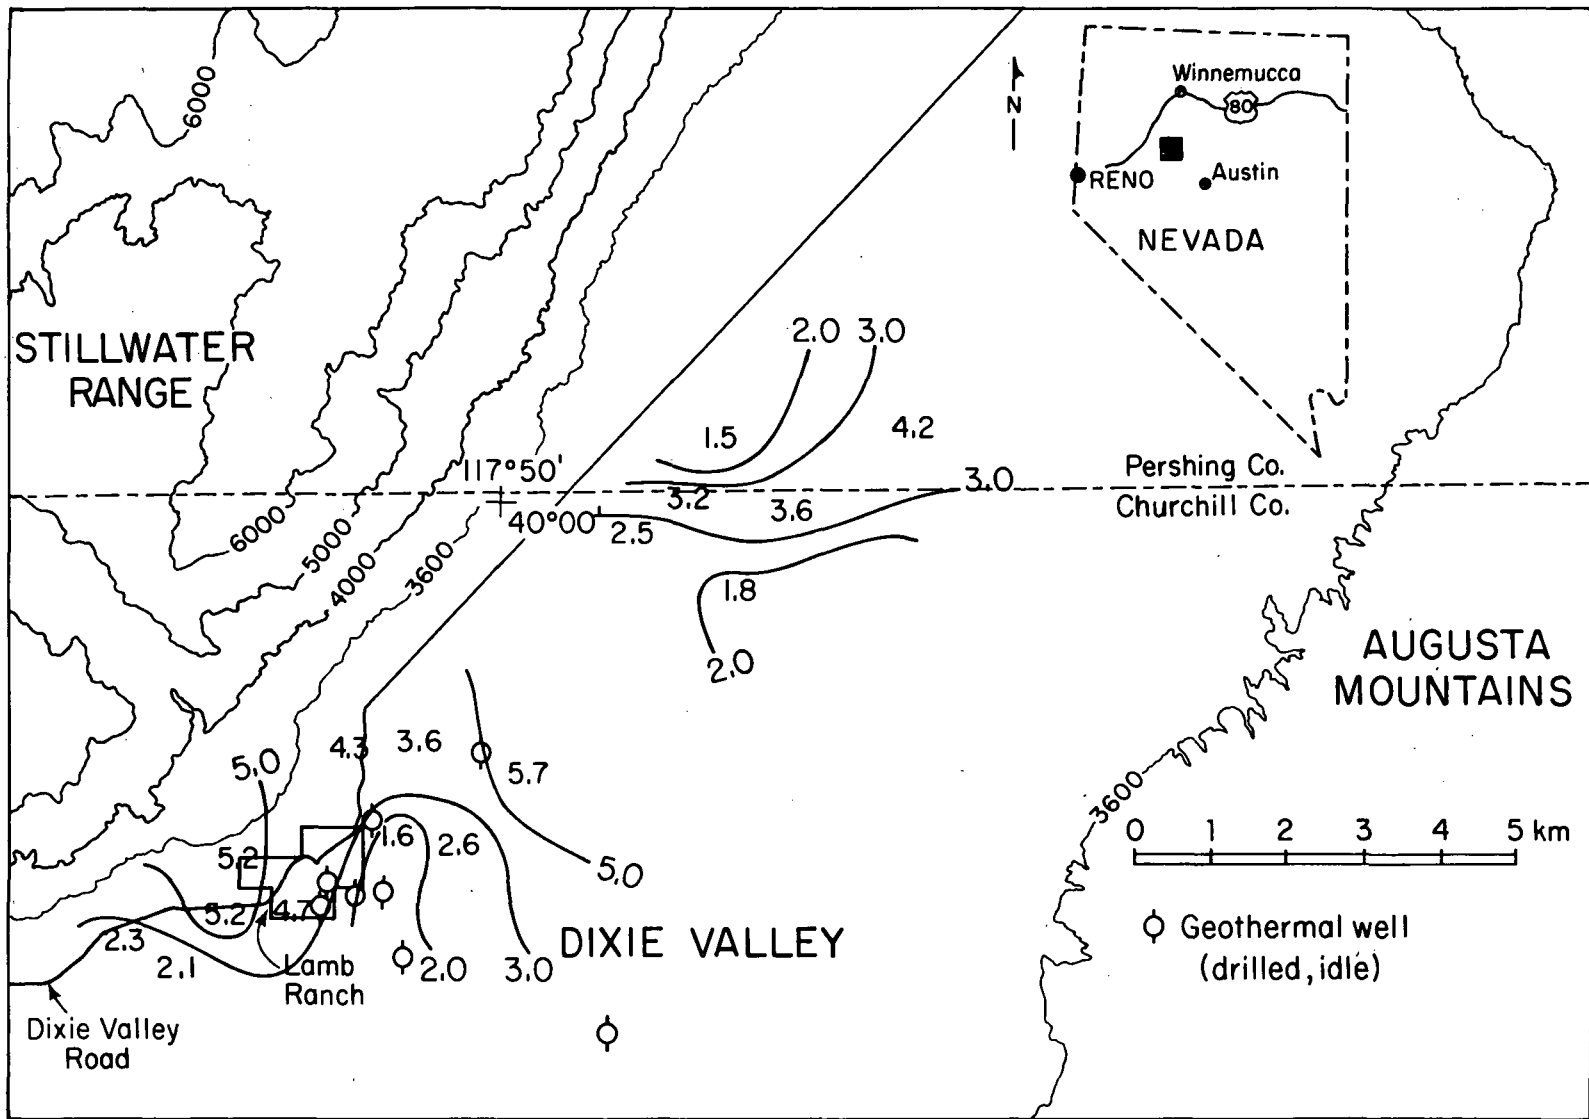 6000
N
Winnemucca
80
RENO
Austin
NEVADA
STILLWATER
RANGE
2.0
3.0
1.5
4.2
117°50'
Pershing Co.
3.0
3.2
3.6
Churchill Co.
40°00'
2.5
6000
5000
4000
3600
1.8
2.0
AUGUSTA
MOUNTAINS
4.3
3.6
5.0
5.7
3600
0 1 2 3 4 5 km
1.6
2.6
5.2
5.0
5.2
4.7
2.3
2.1
Lamb
Ranch
2.0
3.0
DIXIE VALLEY
Geothermal well
(drilled, idle)
Dixie Valley
Road